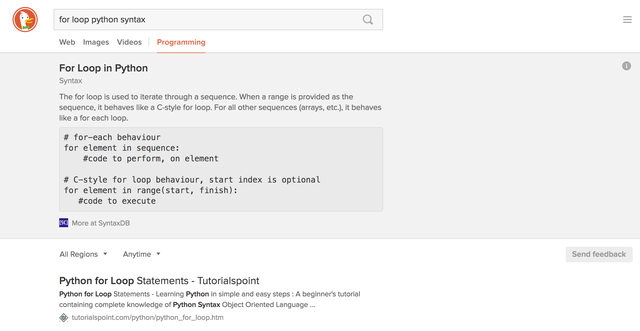 for loop python syntax
Web Images Videos Programming
For Loop in Python
Syntax
The for loop is used to iterate through a sequence. When a range is provided as the
sequence, it behaves like a C-style for loop. For all other sequences (arrays, etc.), it behaves
like a for each loop.
# for-each behaviour
for element in sequence:
    #code to perform, on element
# C-style for loop behaviour, start index is optional
for element in range(start, finish):
   #code to execute
More at SyntaxDB
All Regions Anytime Send feedback
Python for Loop Statements - Tutorialspoint
Python for Loop Statements - Learning Python in simple and easy steps : A beginner's tutorial
containing complete knowledge of Python Syntax Object Oriented Language ...
tutorialspoint.com/python/python_for_loop.htm